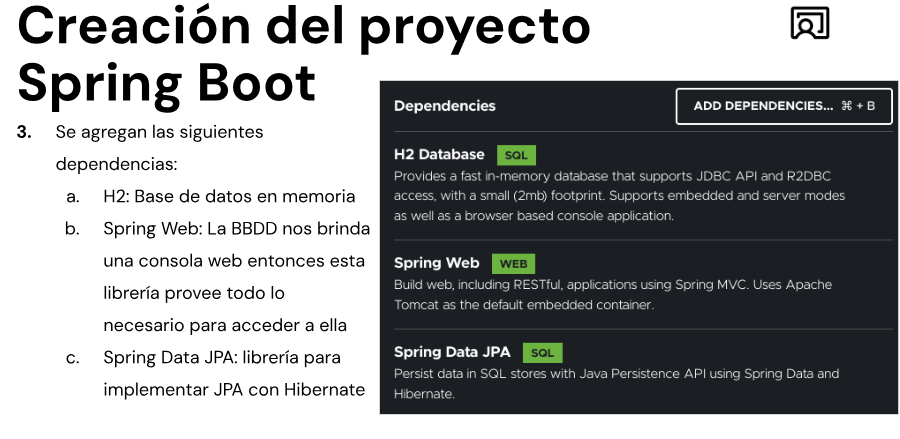 Creación del proyecto
Spring Boot
3. Se agregan las siguientes
dependencias:
a. H2: Base de datos en memoria
b. Spring Web: La BBDD nos brinda
una consola web entonces esta
librería provee todo lo
necesario para acceder a ella
c. Spring Data JPA: librería para
implementar JPA con Hibernate
Dependencies
ADD DEPENDENCIES... ⌘ + B
H2 Database SQL
Provides a fast in-memory database that supports JDBC API and R2DBC
access, with a small (2mb) footprint. Supports embedded and server modes
as well as a browser based console application.
Spring Web WEB
Build web, including RESTful, applications using Spring MVC. Uses Apache
Tomcat as the default embedded container.
Spring Data JPA SQL
Persist data in SQL stores with Java Persistence API using Spring Data and
Hibernate.